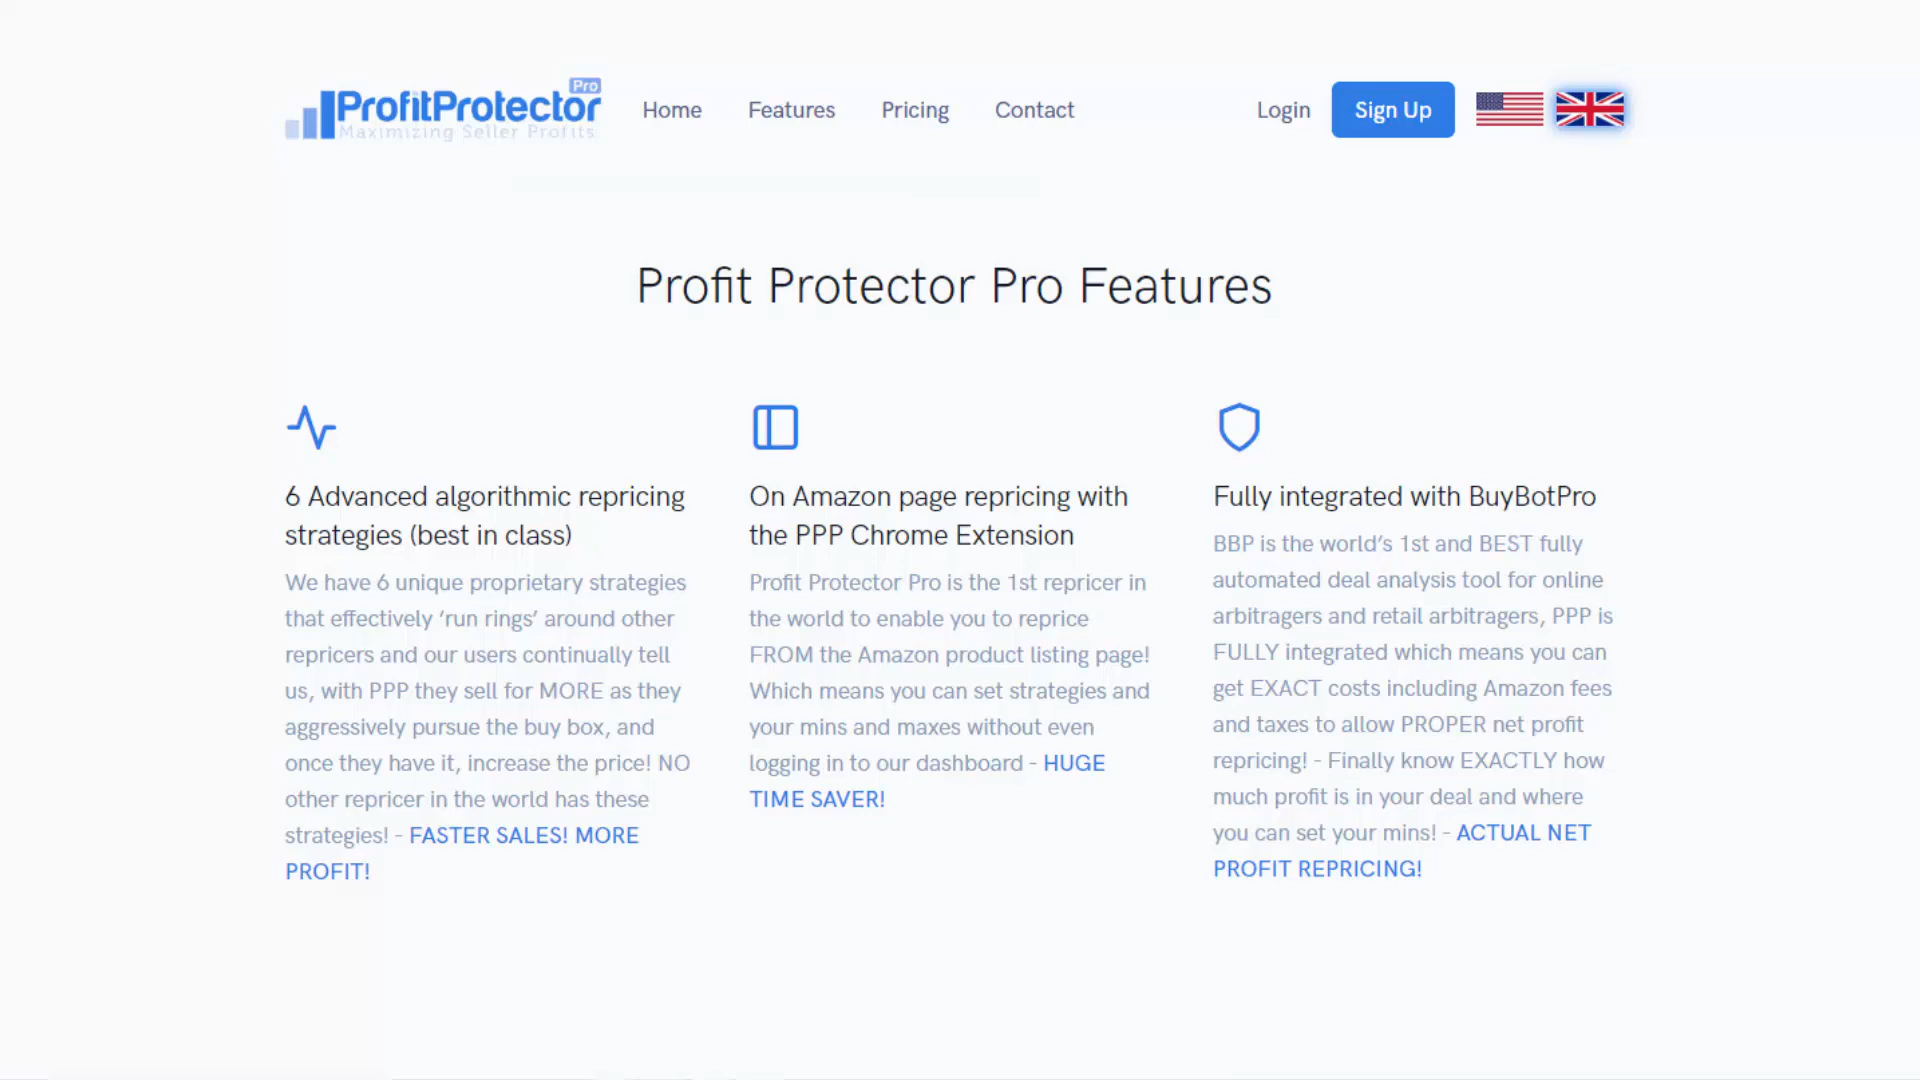 Pro
ProfitProtector
Maximizing Seller Profits
Home
Features
Pricing
Contact
Login
Sign Up
Profit Protector Pro Features
6 Advanced algorithmic repricing
strategies (best in class)
We have 6 unique proprietary strategies
that effectively ‘run rings’ around other
repricers and our users continually tell
us, with PPP they sell for MORE as they
aggressively pursue the buy box, and
once they have it, increase the price! NO
other repricer in the world has these
strategies! - FASTER SALES! MORE
PROFIT!
On Amazon page repricing with
the PPP Chrome Extension
Profit Protector Pro is the 1st repricer in
the world to enable you to reprice
FROM the Amazon product listing page!
Which means you can set strategies and
your mins and maxes without even
logging in to our dashboard - HUGE
TIME SAVER!
Fully integrated with BuyBotPro
BBP is the world’s 1st and BEST fully
automated deal analysis tool for online
arbitragers and retail arbitragers, PPP is
FULLY integrated which means you can
get EXACT costs including Amazon fees
and taxes to allow PROPER net profit
repricing! - Finally know EXACTLY how
much profit is in your deal and where
you can set your mins! - ACTUAL NET
PROFIT REPRICING!